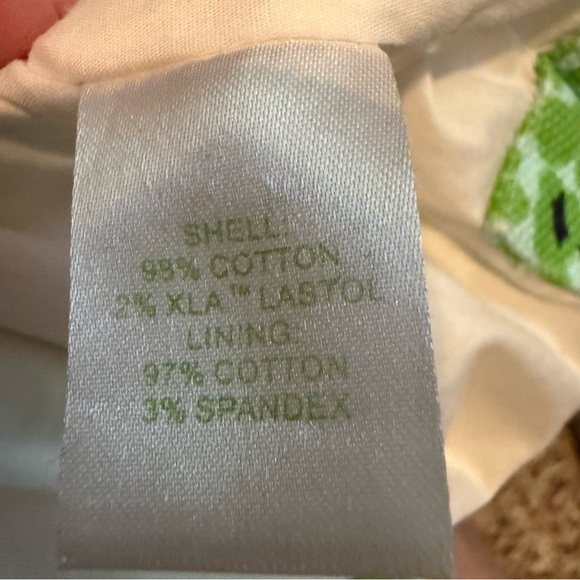 SHELL:
98% COTTON
2% XLA™ LASTOL
LINING:
97% COTTON
3% SPANDEX